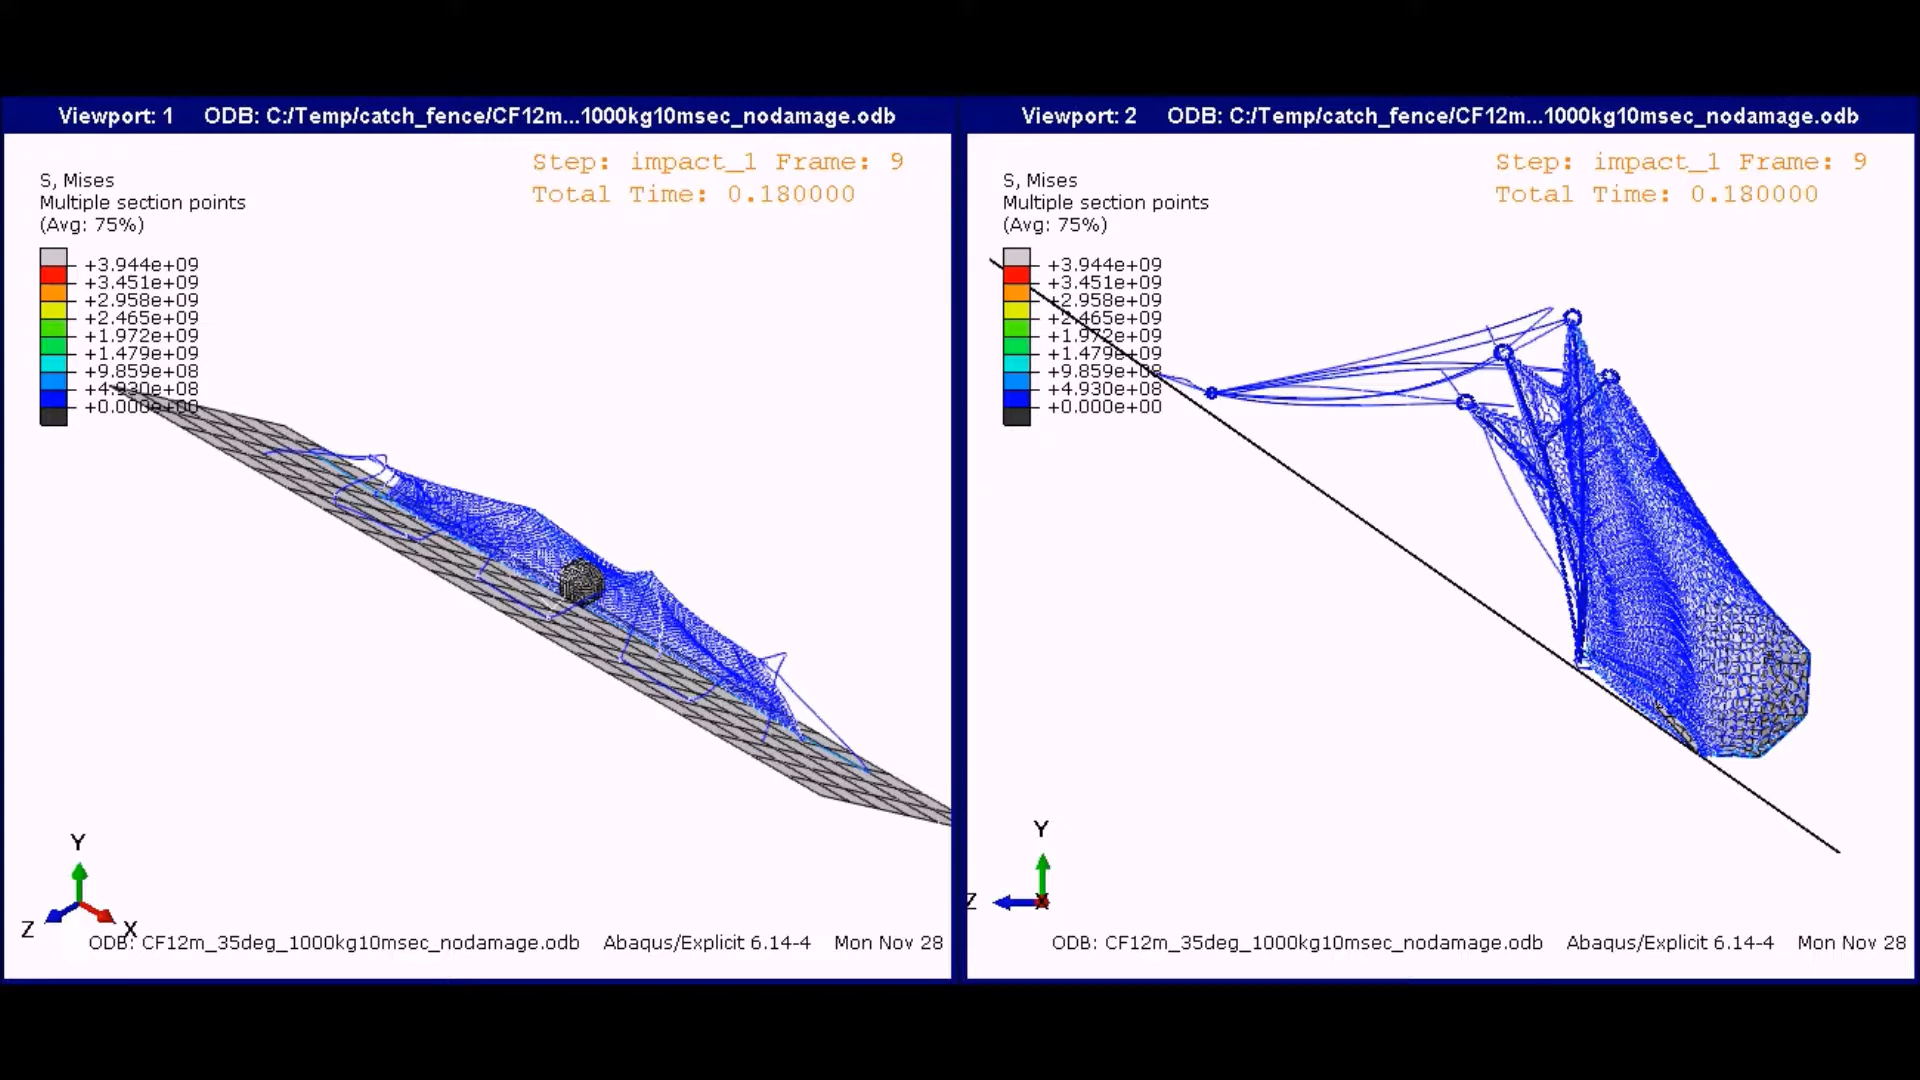 Viewport: 1 ODB: C:/Temp/catch_fence/CF12m...1000kg10msec_nodamage.odb
Step: impact_1 Frame: 9
Total Time: 0.180000
S, Mises
Multiple section points
(Avg: 75%)
+3.944e+09
+3.451e+09
+2.958e+09
+2.465e+09
+1.972e+09
+1.479e+09
+9.859e+08
+4.930e+08
+0.000e+00
Y
Z
X
ODB: CF12m_35deg_1000kg10msec_nodamage.odb Abaqus/Explicit 6.14-4 Mon Nov 28
Viewport: 2 ODB: C:/Temp/catch_fence/CF12m...1000kg10msec_nodamage.odb
Step: impact_1 Frame: 9
Total Time: 0.180000
S, Mises
Multiple section points
(Avg: 75%)
+3.944e+09
+3.451e+09
+2.958e+09
+2.465e+09
+1.972e+09
+1.479e+09
+9.859e+08
+4.930e+08
+0.000e+00
Y
Z
X
ODB: CF12m_35deg_1000kg10msec_nodamage.odb Abaqus/Explicit 6.14-4 Mon Nov 28